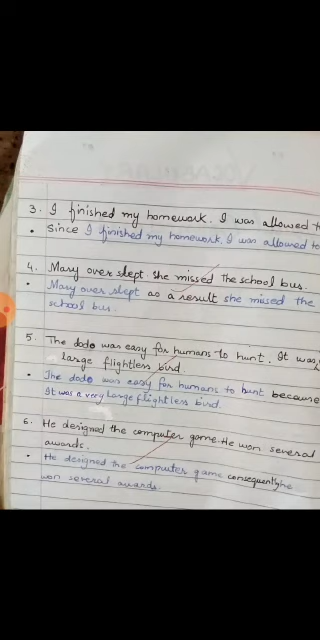 3. I finished my homework. I was allowed
• Since I finished my homework. I was allowed to
4. Mary over slept. She missed The school bus.
• Mary over slept as a result she missed the
school bus.
5. The dodo was easy for humans to hunt. It was
large flightless bird.
• The dodo was easy for humans to hunt because
It was a very large flightless bird.
6. He designed the computer game. He won several
awards.
• He designed the computer game consequently he
won several awards.